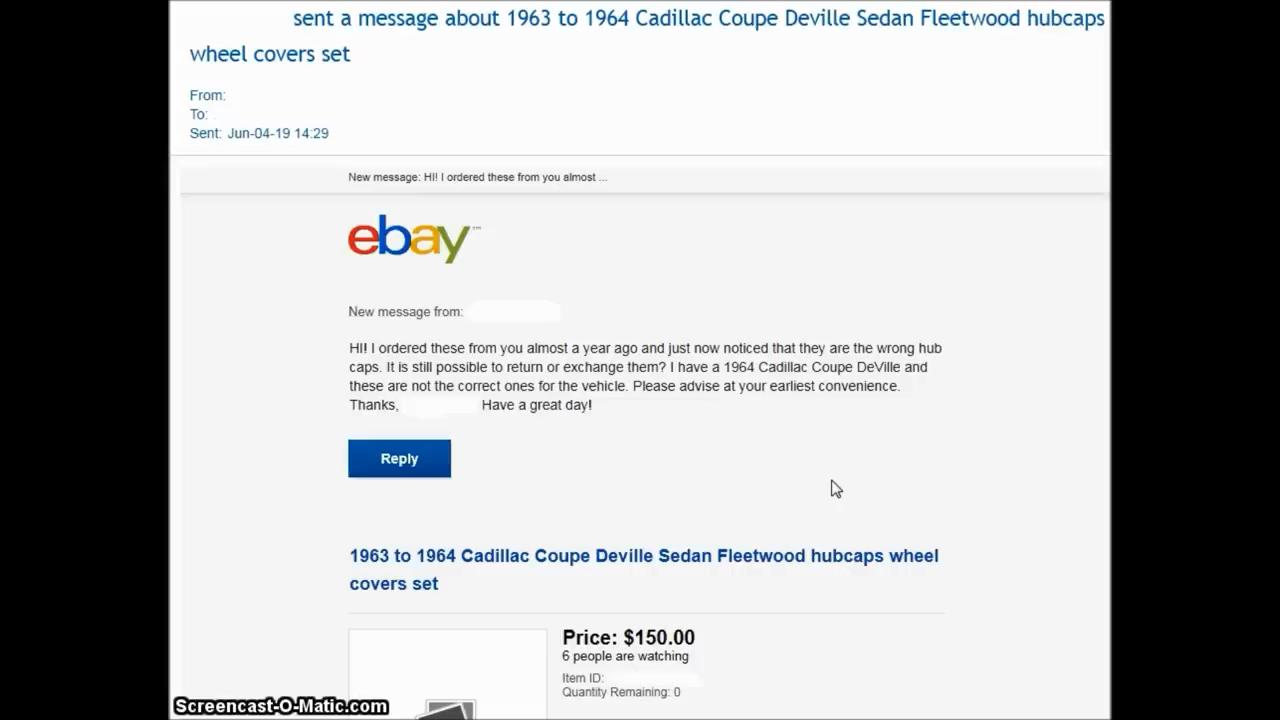 sent a message about 1963 to 1964 Cadillac Coupe Deville Sedan Fleetwood hubcaps
wheel covers set
From:
To:
Sent: Jun-04-19 14:29
New message: HI! I ordered these from you almost ...
ebay™
New message from:
HI! I ordered these from you almost a year ago and just now noticed that they are the wrong hub
caps. It is still possible to return or exchange them? I have a 1964 Cadillac Coupe DeVille and
these are not the correct ones for the vehicle. Please advise at your earliest convenience.
Thanks, Have a great day!
Reply
1963 to 1964 Cadillac Coupe Deville Sedan Fleetwood hubcaps wheel
covers set
Price: $150.00
6 people are watching
Item ID:
Quantity Remaining: 0
Screencast-O-Matic.com